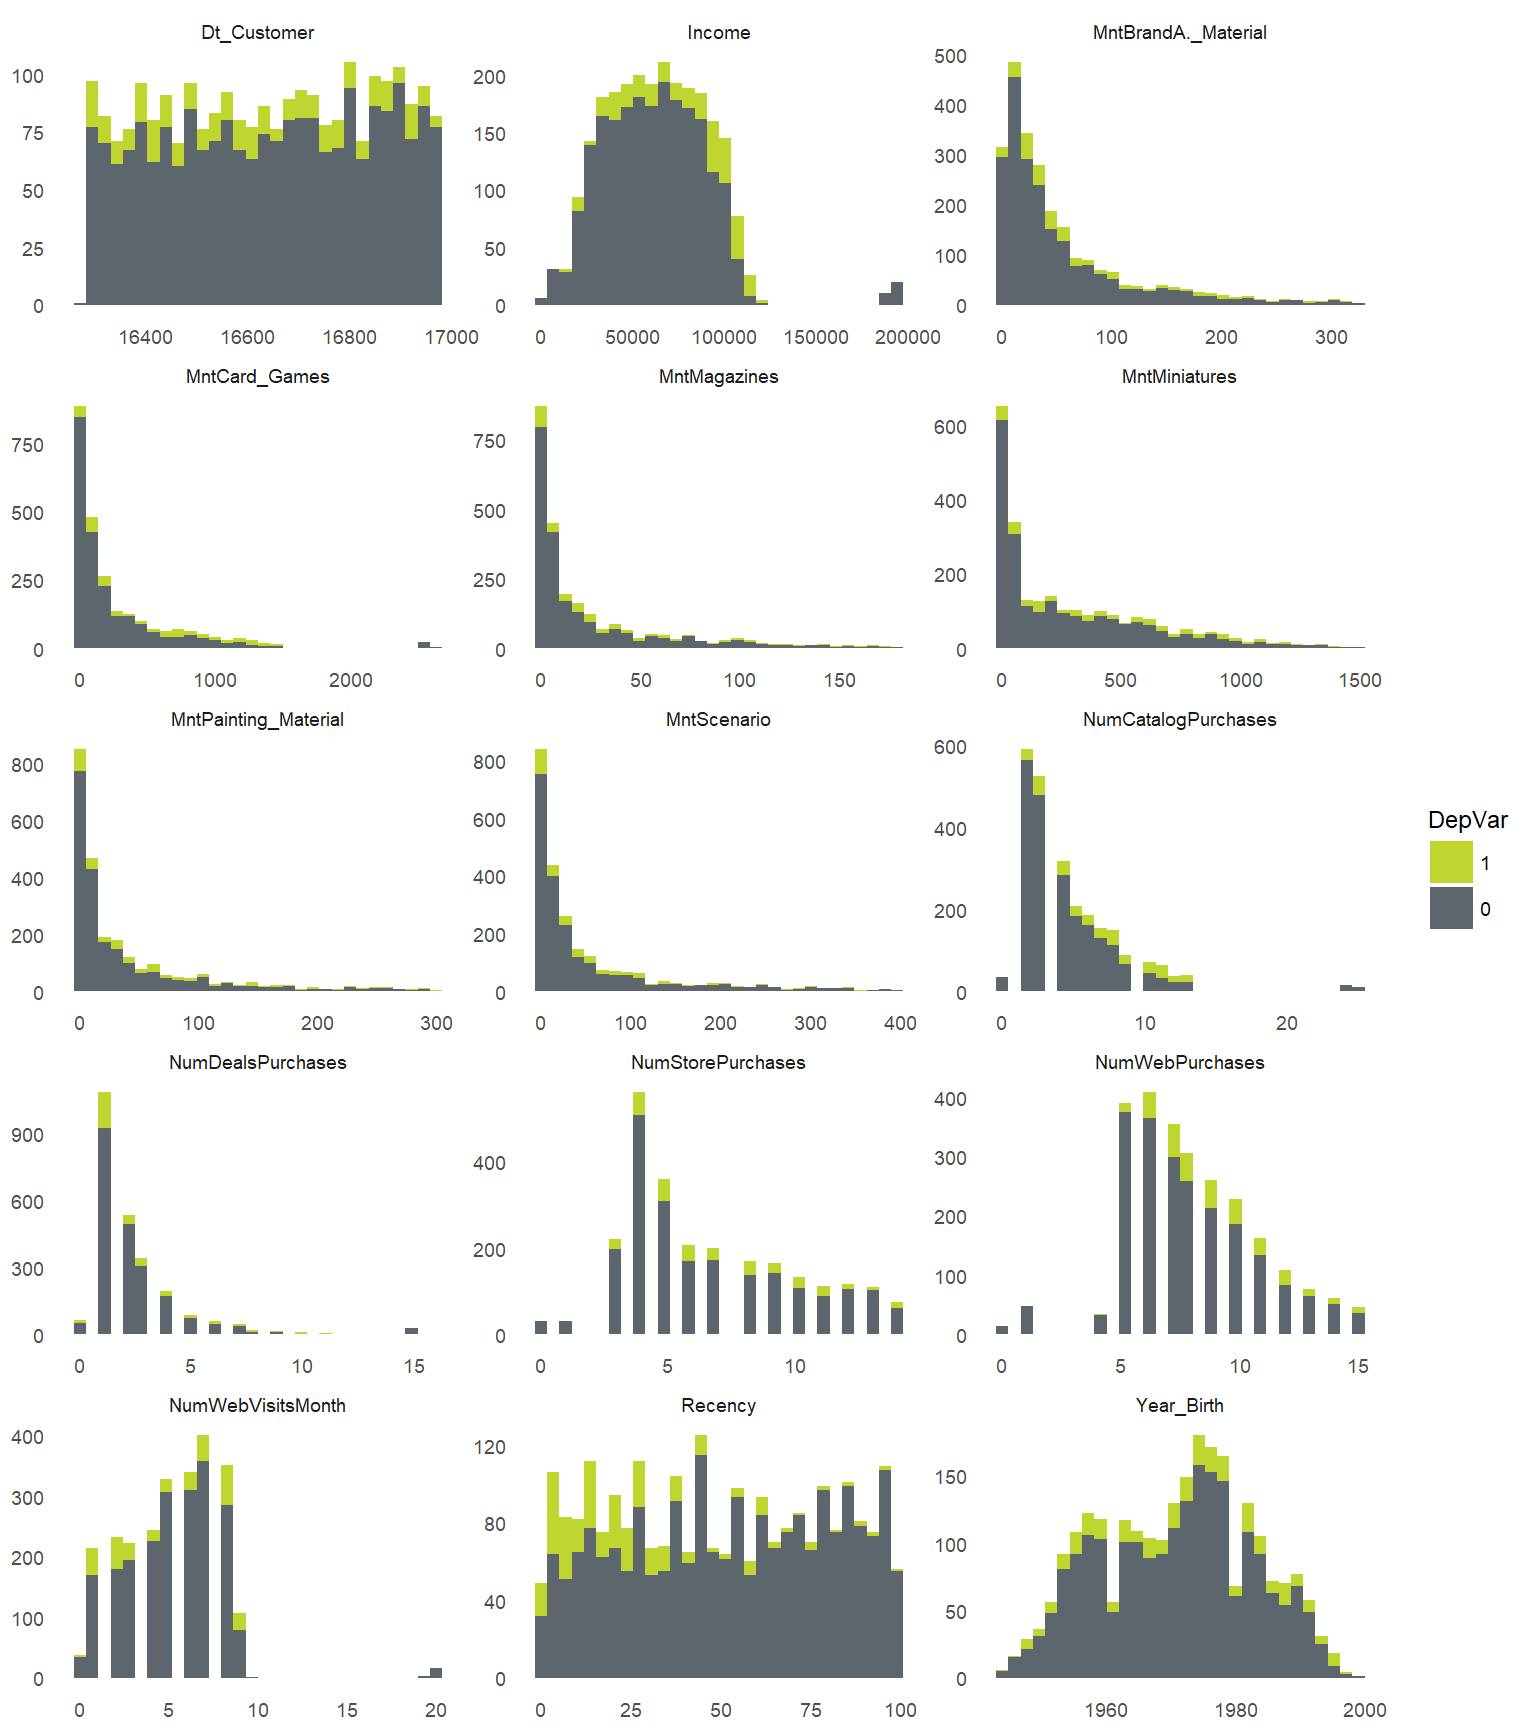 Dt_Customer Income MntBrandA._Material
100 200 500
75 150 400
50 100 300
25 50 200
0 0 100
0
16400 16600 16800 17000 0 50000 100000 150000 200000 0 100 200 300
MntCard_Games MntMagazines MntMiniatures
750 750 600
500 500 400
250 250 200
0 0 0
0 1000 2000 0 50 100 150 0 500 1000 1500
MntPainting_Material MntScenario NumCatalogPurchases
800 800 600
600 600 400
400 400 200
200 200 0
0 0
0 100 200 300 0 100 200 300 400 0 10 20
DepVar
1
0
NumDealsPurchases NumStorePurchases NumWebPurchases
900 400 400
600 200 300
300 0 200
0 100
0
0 5 10 15 0 5 10 0 5 10 15
NumWebVisitsMonth Recency Year_Birth
400 120 150
300 80 100
200 40 50
100 0 0
0
0 5 10 15 20 0 25 50 75 100 1960 1980 2000